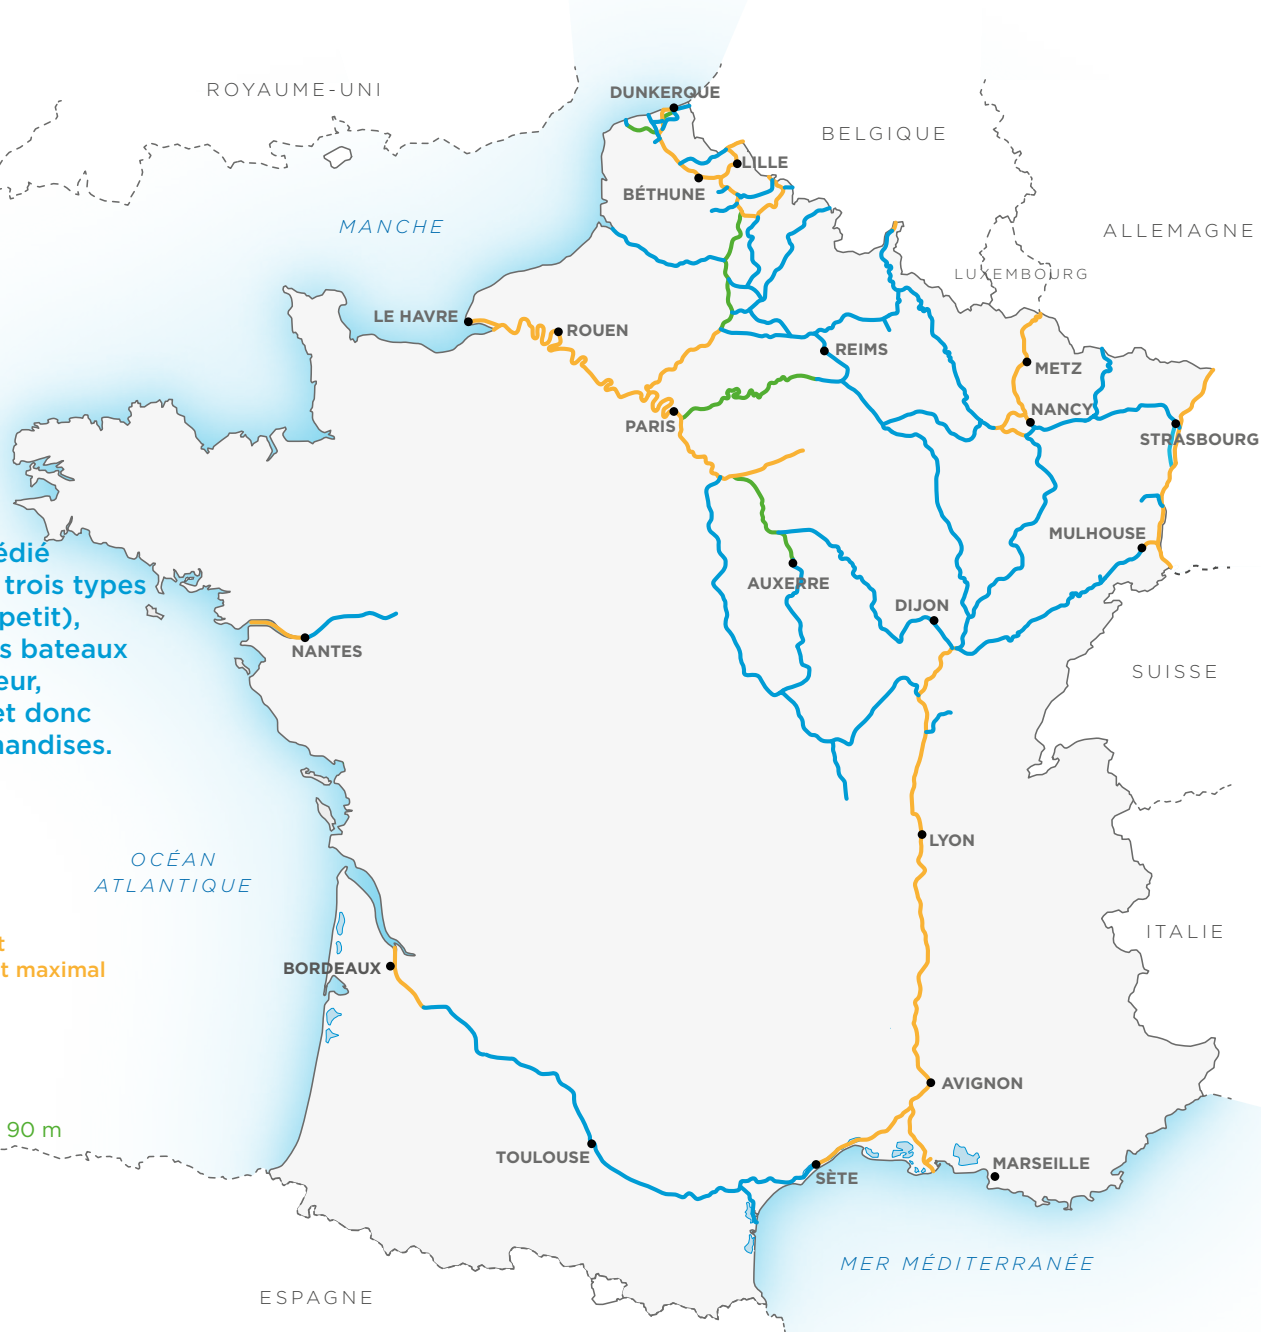 DUNKERQUE
ROYAUME-UNI
BELGIQUE
LILLE
BÉTHUNE
MANCHE
ALLEMAGNE
LUXEMBOURG
LE HAVRE
ROUEN
REIMS
METZ
NANCY
PARIS
STRASBOURG
MULHOUSE
édié
trois types
petit),
s bateaux
eur,
et donc
nandises.
AUXERRE
DIJON
NANTES
SUISSE
LYON
OCÉAN
ATLANTIQUE
ITALIE
t
t maximal
BORDEAUX
AVIGNON
90 m
TOULOUSE
MARSEILLE
SÈTE
MER MÉDITERRANÉE
ESPAGNE